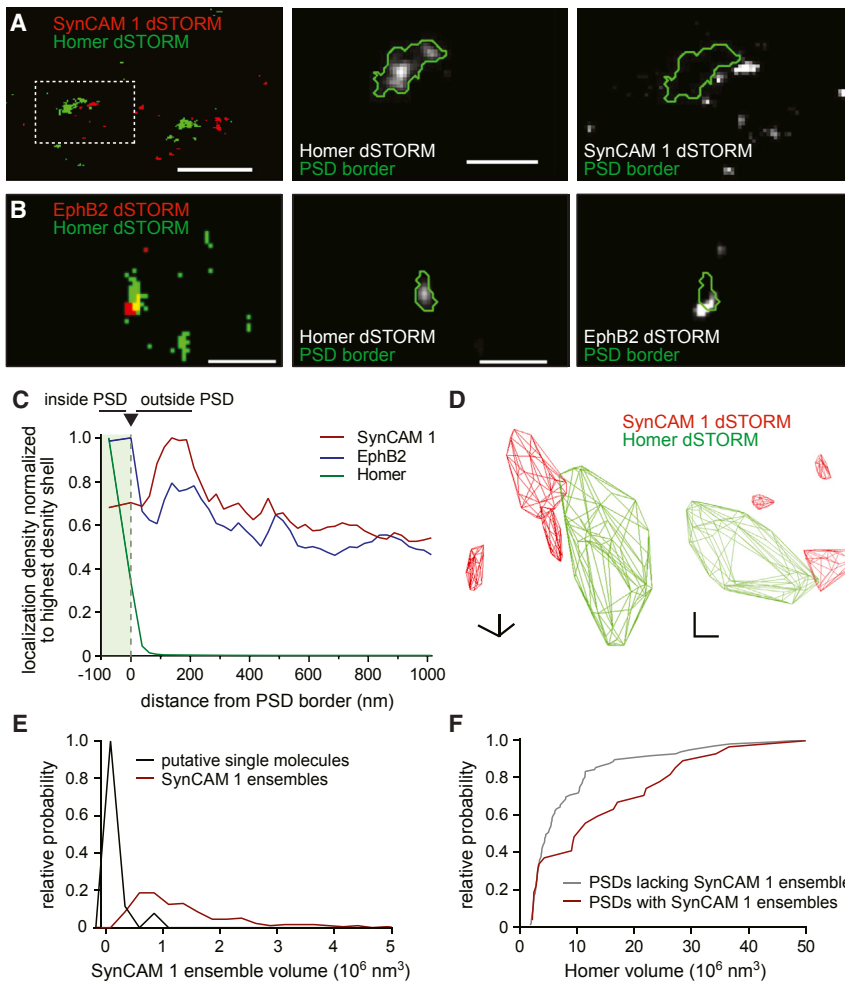 A
SynCAM 1 dSTORM
Homer dSTORM
Homer dSTORM
PSD border
SynCAM 1 dSTORM
PSD border
B
EphB2 dSTORM
Homer dSTORM
Homer dSTORM
PSD border
EphB2 dSTORM
PSD border
C
inside PSD
outside PSD
localization density normalized
to highest desnity shell
1.0
0.8
0.6
0.4
0.2
0
-100
0
200
400
600
800
1000
distance from PSD border (nm)
SynCAM 1
EphB2
Homer
D
SynCAM 1 dSTORM
Homer dSTORM
E
relative probability
1.0
0.8
0.6
0.4
0.2
0
0
1
2
3
4
5
SynCAM 1 ensemble volume (10⁶ nm³)
putative single molecules
SynCAM 1 ensembles
F
relative probability
1.0
0.8
0.6
0.4
0.2
0
0
10
20
30
40
50
Homer volume (10⁶ nm³)
PSDs lacking SynCAM 1 ensemble
PSDs with SynCAM 1 ensembles